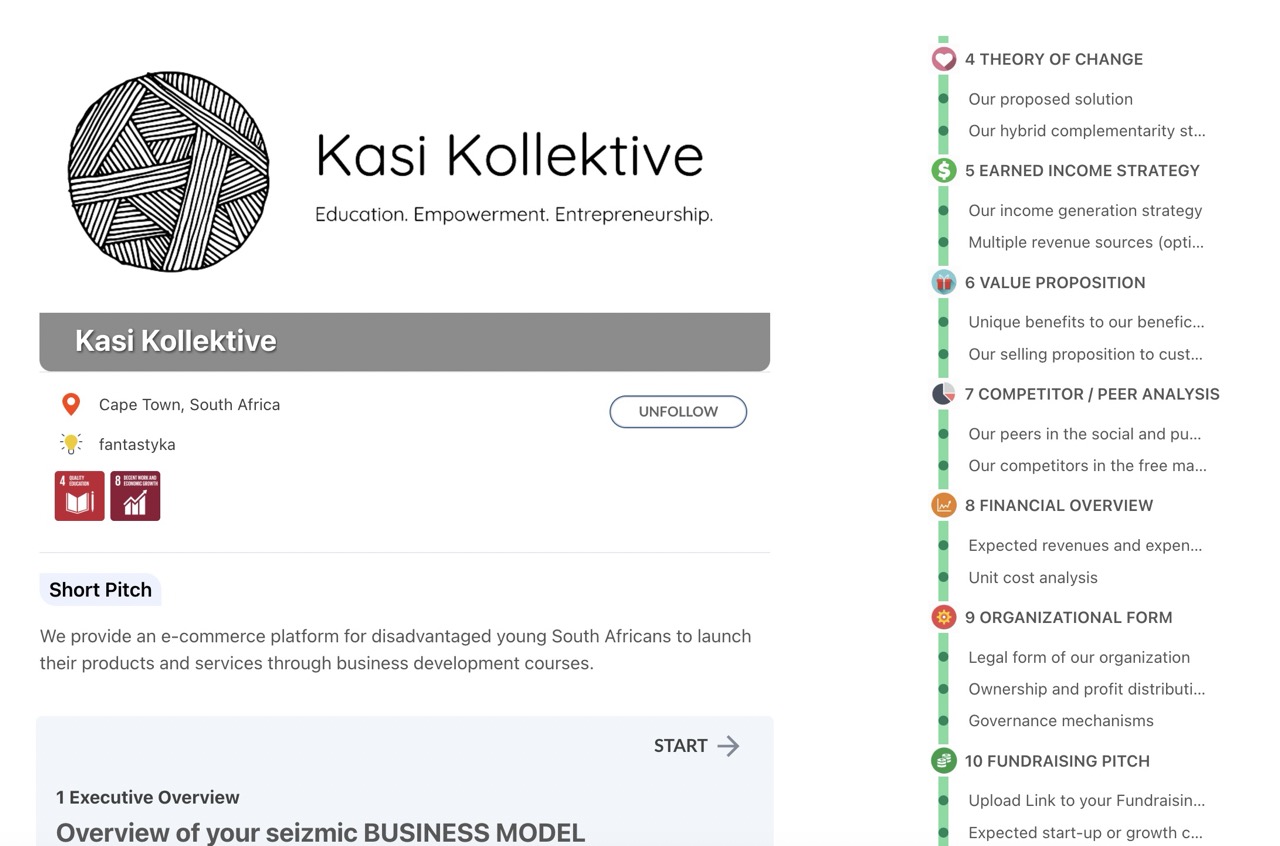 Kasi Kollektive
Education. Empowerment. Entrepreneurship.
Kasi Kollektive
Cape Town, South Africa
UNFOLLOW
fantastyka
4 QUALITY EDUCATION
8 DECENT WORK AND ECONOMIC GROWTH
Short Pitch
We provide an e-commerce platform for disadvantaged young South Africans to launch
their products and services through business development courses.
START
1 Executive Overview
Overview of your seizmic BUSINESS MODEL
4 THEORY OF CHANGE
Our proposed solution
Our hybrid complementarity st...
5 EARNED INCOME STRATEGY
Our income generation strategy
Multiple revenue sources (opti...
6 VALUE PROPOSITION
Unique benefits to our benefic...
Our selling proposition to cust...
7 COMPETITOR / PEER ANALYSIS
Our peers in the social and pu...
Our competitors in the free ma...
8 FINANCIAL OVERVIEW
Expected revenues and expen...
Unit cost analysis
9 ORGANIZATIONAL FORM
Legal form of our organization
Ownership and profit distributi...
Governance mechanisms
10 FUNDRAISING PITCH
Upload Link to your Fundraisin...
Expected start-up or growth c...